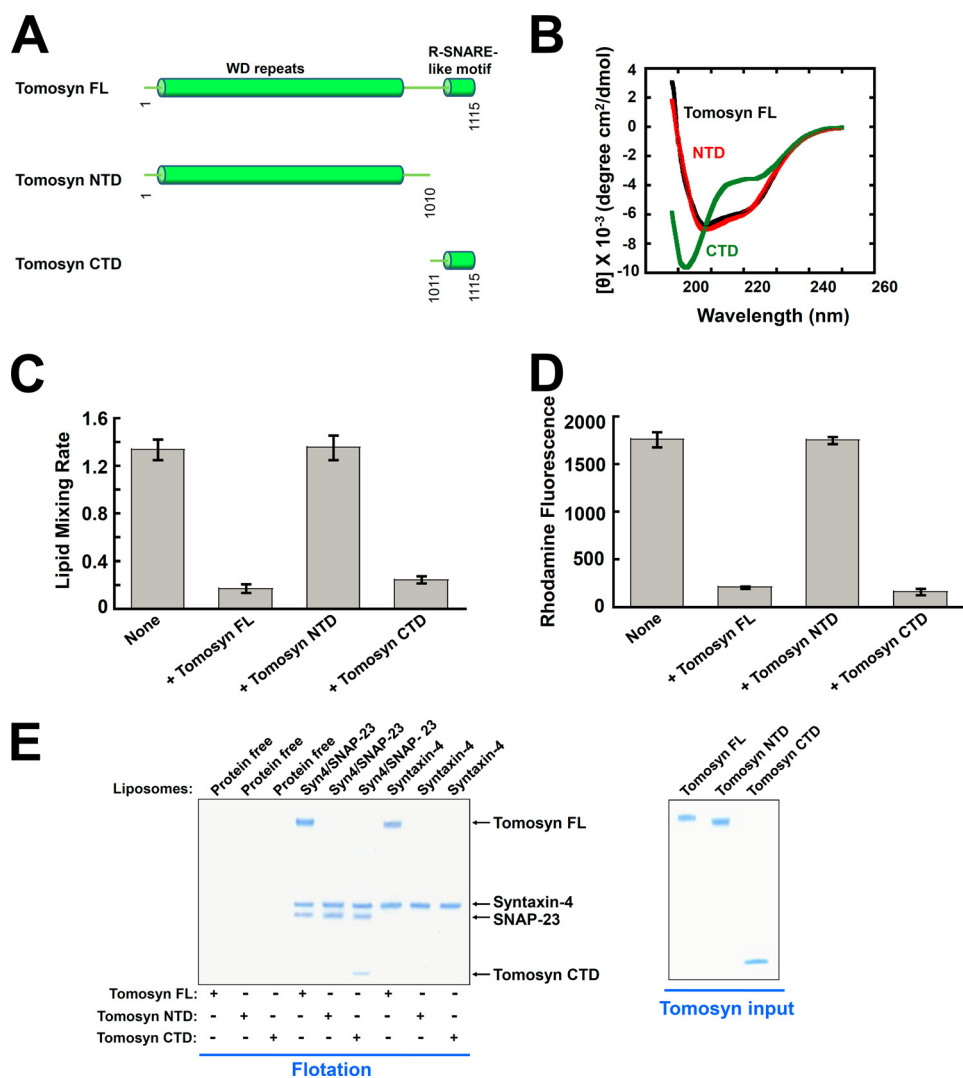 A
R-SNARE-
like motif
WD repeats
Tomosyn FL
1
1115
Tomosyn NTD
1
1010
Tomosyn CTD
1011
1115
B
4
2
0
-2
-4
-6
-8
-10
[θ] X 10⁻³ (degree cm²/dmol)
Tomosyn FL
NTD
CTD
200 220 240 260
Wavelength (nm)
C
1.6
1.2
0.8
0.4
0
Lipid Mixing Rate
None
+ Tomosyn FL
+ Tomosyn NTD
+ Tomosyn CTD
D
2000
1500
1000
500
0
Rhodamine Fluorescence
None
+ Tomosyn FL
+ Tomosyn NTD
+ Tomosyn CTD
E
Liposomes:
Protein free
Protein free
Protein free
Syn4/SNAP-23
Syn4/SNAP-23
Syn4/SNAP- 23
Syntaxin-4
Syntaxin-4
Syntaxin-4
Tomosyn FL
Syntaxin-4
SNAP-23
Tomosyn CTD
Tomosyn FL: + - - + - - + - -
Tomosyn NTD: - + - - + - - + -
Tomosyn CTD: - - + - - + - - +
Flotation
Tomosyn FL
Tomosyn NTD
Tomosyn CTD
Tomosyn input